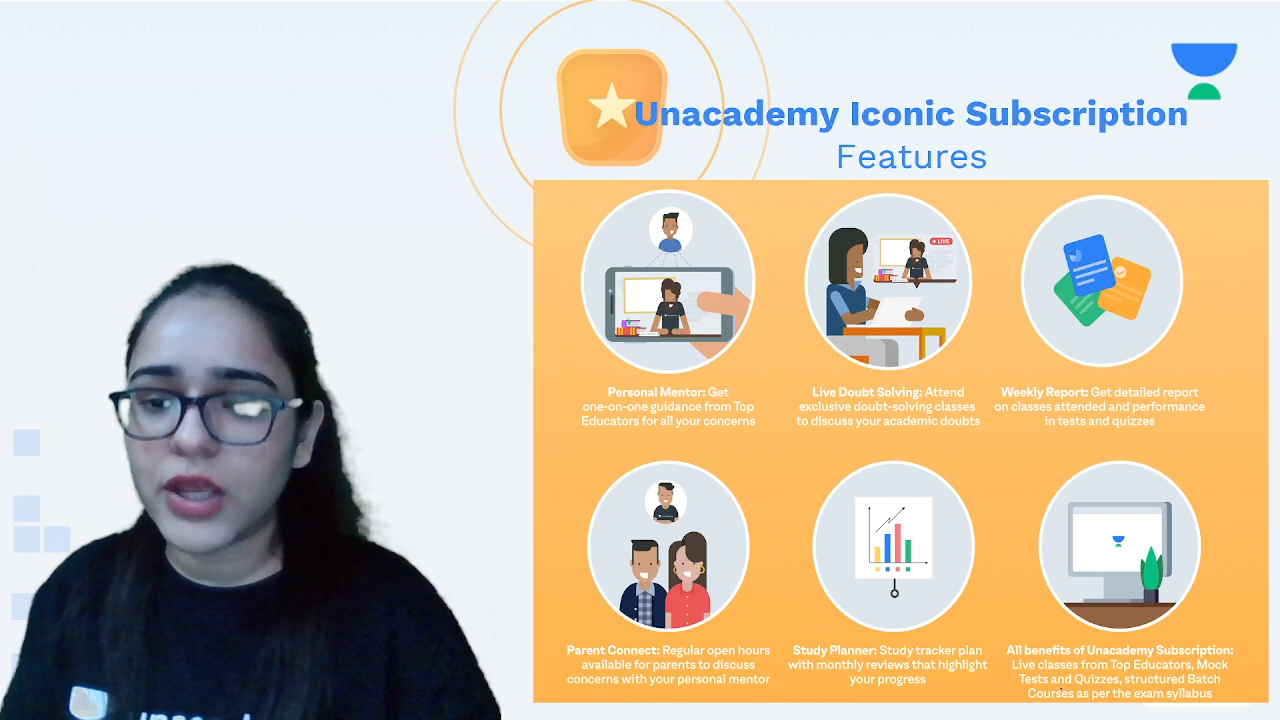 Unacademy Iconic Subscription
Features
LIVE
Personal Mentor: Get
one-on-one guidance from Top
Educators for all your concerns
Live Doubt Solving: Attend
exclusive doubt-solving classes
to discuss your academic doubts
Weekly Report: Get detailed report
on classes attended and performance
in tests and quizzes
Parent Connect: Regular open hours
available for parents to discuss
concerns with your personal mentor
Study Planner: Study tracker plan
with monthly reviews that highlight
your progress
All benefits of Unacademy Subscription:
Live classes from Top Educators, Mock
Tests and Quizzes, structured Batch
Courses as per the exam syllabus